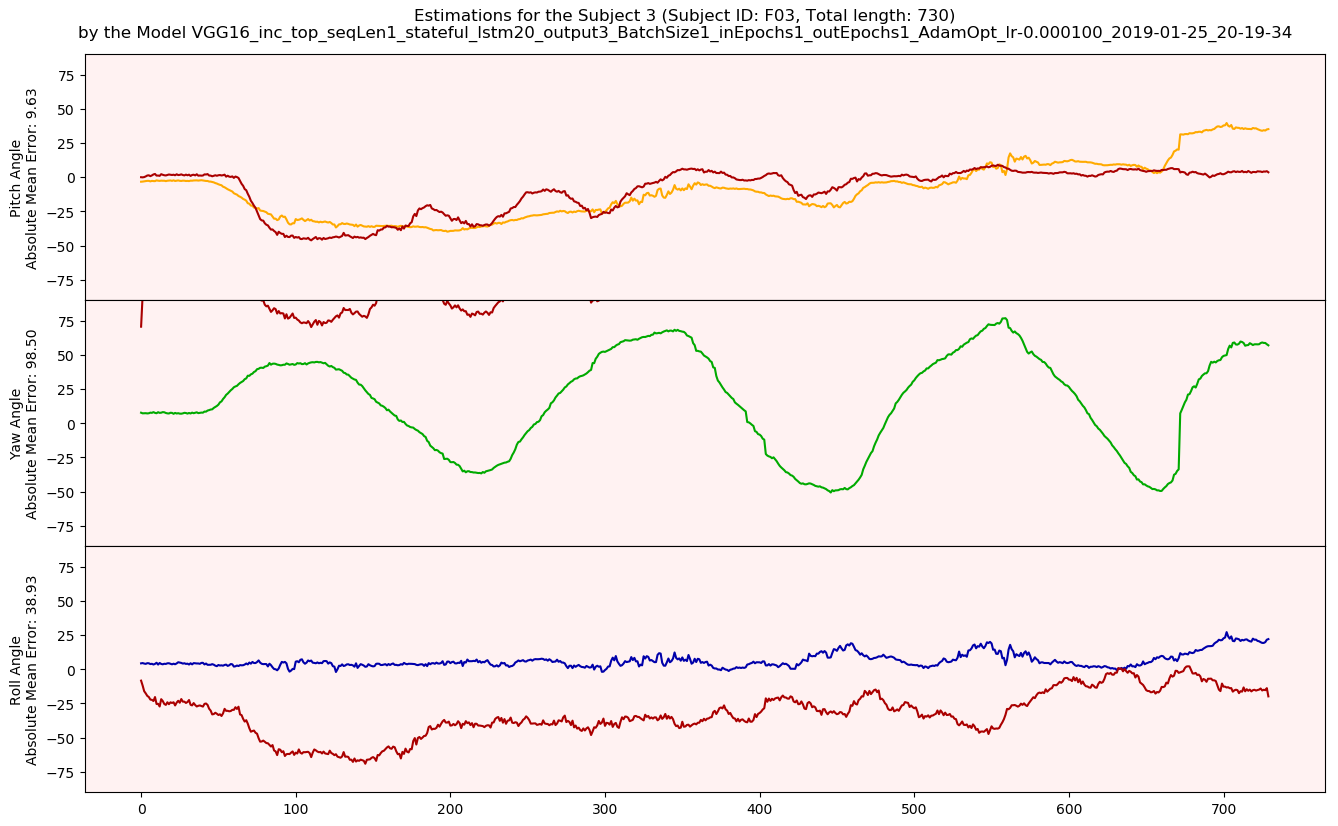 Estimations for the Subject 3 (Subject ID: F03, Total length: 730)
by the Model VGG16_inc_top_seqLen1_stateful_lstm20_output3_BatchSize1_inEpochs1_outEpochs1_AdamOpt_lr-0.000100_2019-01-25_20-19-34
Pitch Angle
Absolute Mean Error: 9.63
75
50
25
0
−25
−50
−75
Yaw Angle
Absolute Mean Error: 98.50
75
50
25
0
−25
−50
−75
Roll Angle
Absolute Mean Error: 38.93
75
50
25
0
−25
−50
−75
0 100 200 300 400 500 600 700